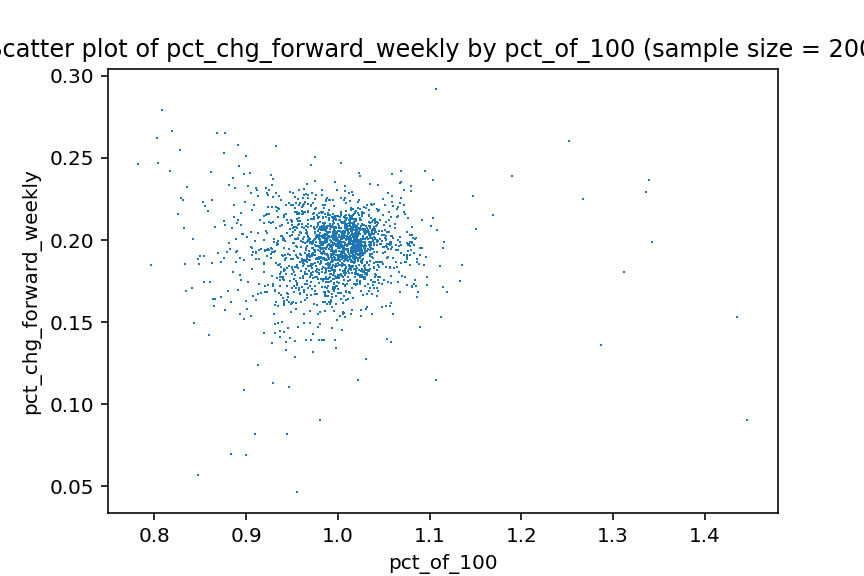 catter plot of pct_chg_forward_weekly by pct_of_100 (sample size = 200
0.30
0.25
0.20
0.15
0.10
0.05
pct_chg_forward_weekly
0.8 0.9 1.0 1.1 1.2 1.3 1.4
pct_of_100